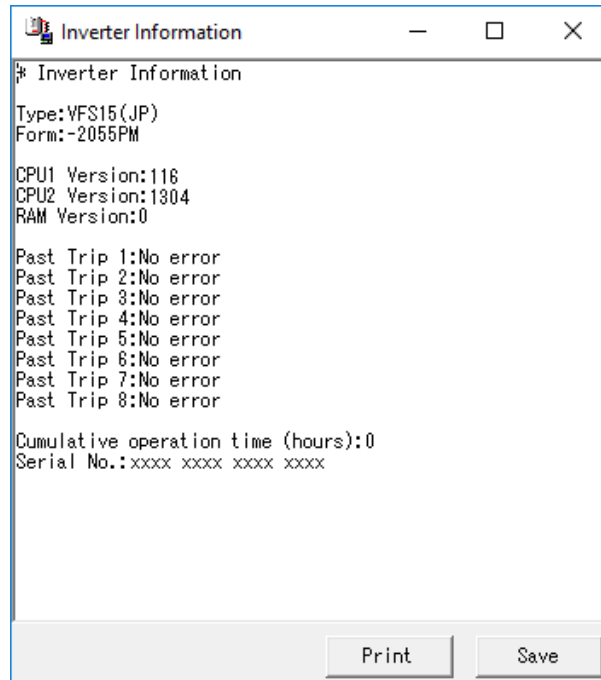 Inverter Information
* Inverter Information
Type:VFS15(JP)
Form:-2055PM
CPU1 Version:116
CPU2 Version:1304
RAM Version:0
Past Trip 1:No error
Past Trip 2:No error
Past Trip 3:No error
Past Trip 4:No error
Past Trip 5:No error
Past Trip 6:No error
Past Trip 7:No error
Past Trip 8:No error
Cumulative operation time (hours):0
Serial No.:xxxx xxxx xxxx xxxx
Print Save